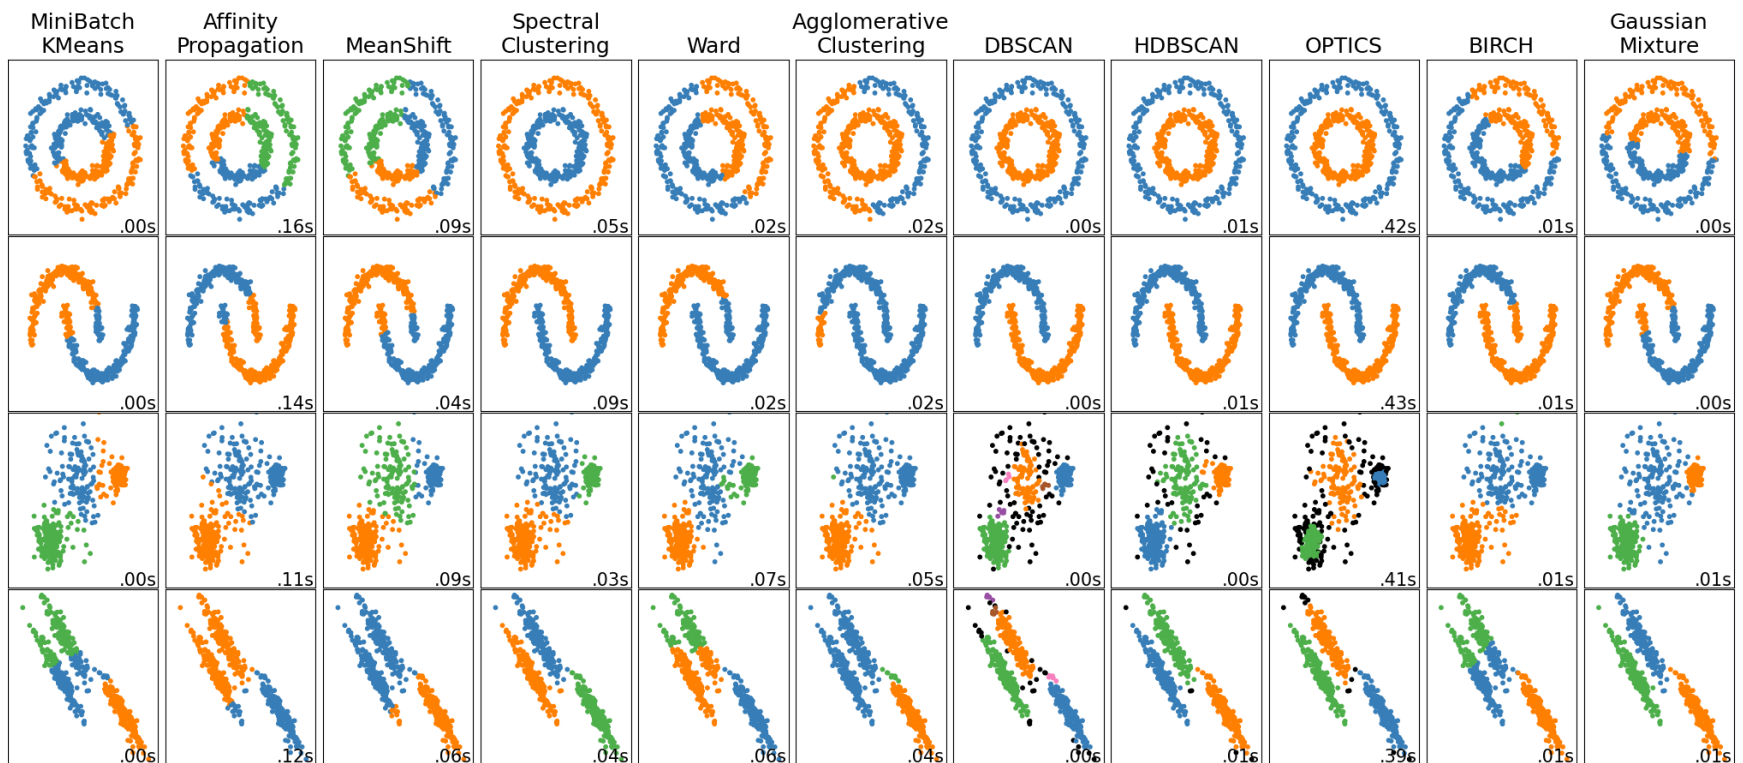 MiniBatch
KMeans
Affinity
Propagation
MeanShift
Spectral
Clustering
Ward
Agglomerative
Clustering
DBSCAN
HDBSCAN
OPTICS
BIRCH
Gaussian
Mixture
.00s .16s .09s .05s .02s .02s .00s .01s .42s .01s .00s
.00s .14s .04s .09s .02s .02s .00s .01s .43s .01s .00s
.00s .11s .09s .03s .07s .05s .00s .00s .41s .01s .01s
.00s .12s .06s .04s .06s .04s .00s .01s .39s .01s .01s